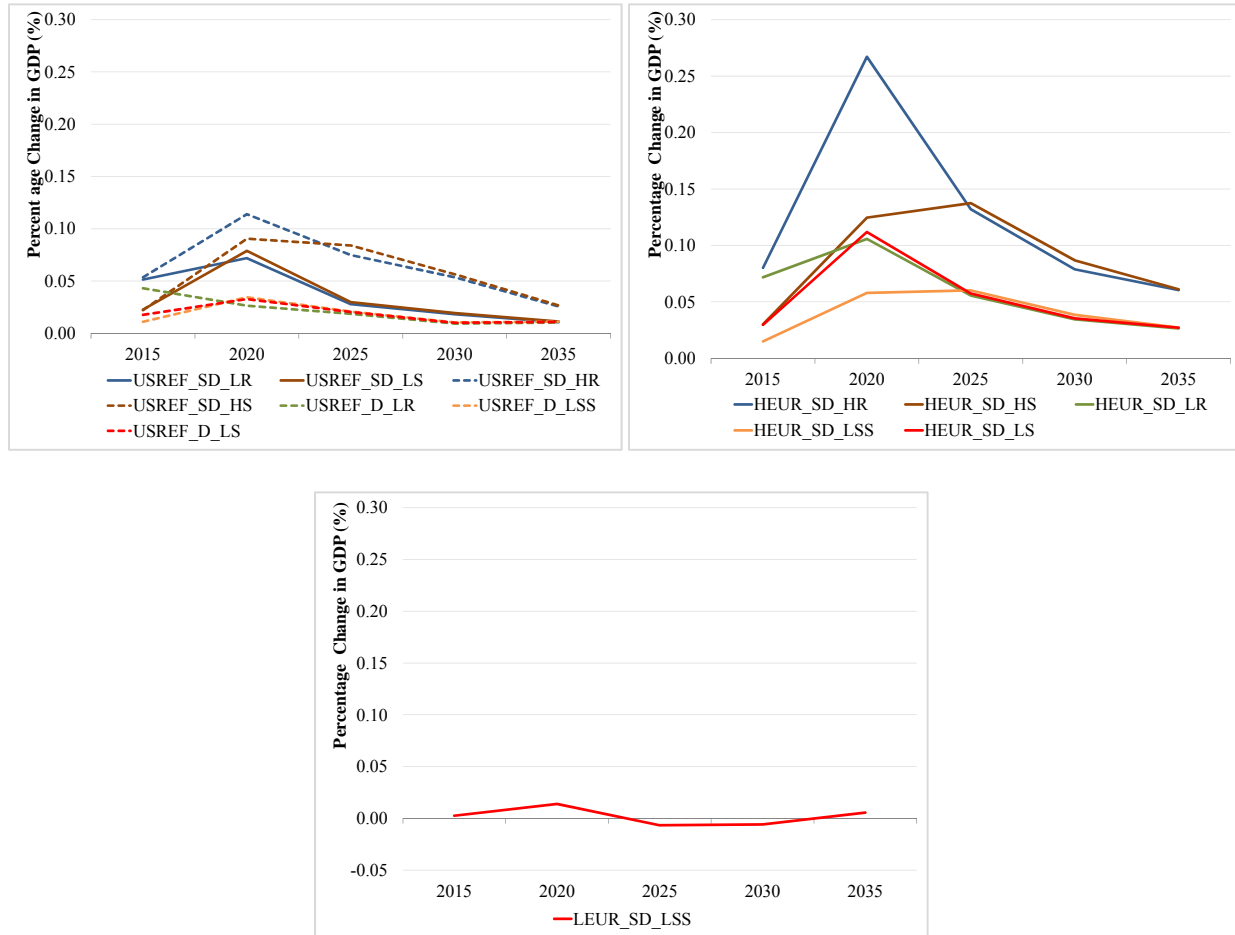 Percent age Change in GDP (%)
0.30
0.25
0.20
0.15
0.10
0.05
0.00
2015 2020 2025 2030 2035
USREF_SD_LR USREF_SD_LS USREF_SD_HR
USREF_SD_HS USREF_D_LR USREF_D_LSS
USREF_D_LS
Percentage Change in GDP (%)
0.30
0.25
0.20
0.15
0.10
0.05
0.00
2015 2020 2025 2030 2035
HEUR_SD_HR HEUR_SD_HS HEUR_SD_LR
HEUR_SD_LSS HEUR_SD_LS
Percentage Change in GDP (%)
0.30
0.25
0.20
0.15
0.10
0.05
0.00
-0.05
2015 2020 2025 2030 2035
LEUR_SD_LSS